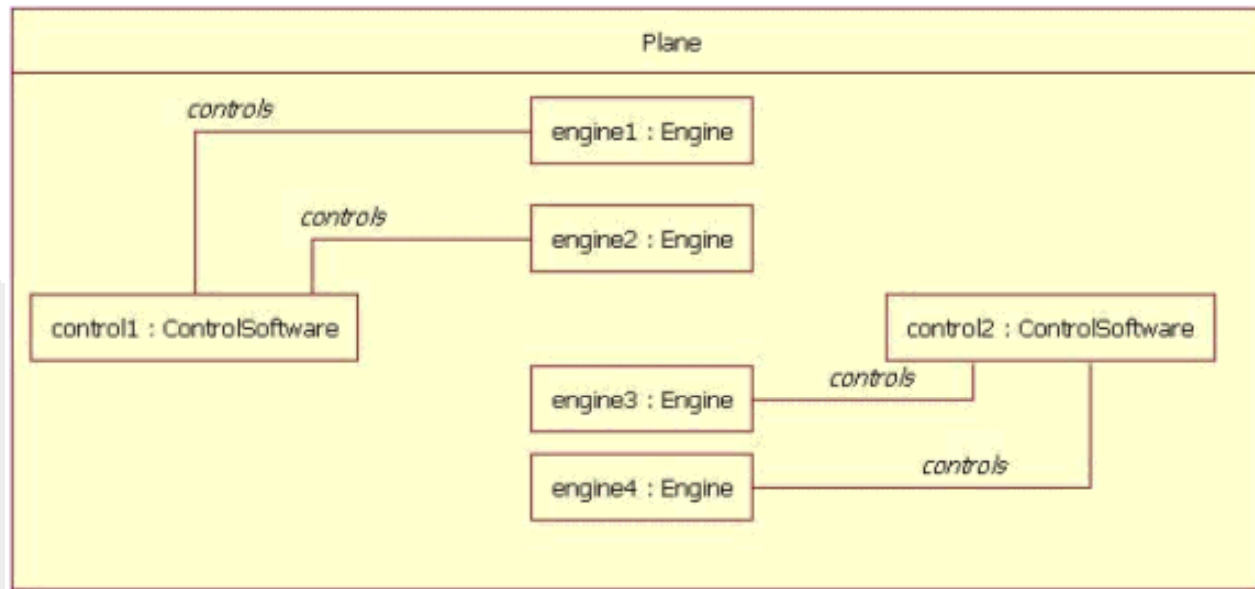 Plane
controls
engine1 : Engine
controls
engine2 : Engine
control1 : ControlSoftware
control2 : ControlSoftware
engine3 : Engine
controls
engine4 : Engine
controls